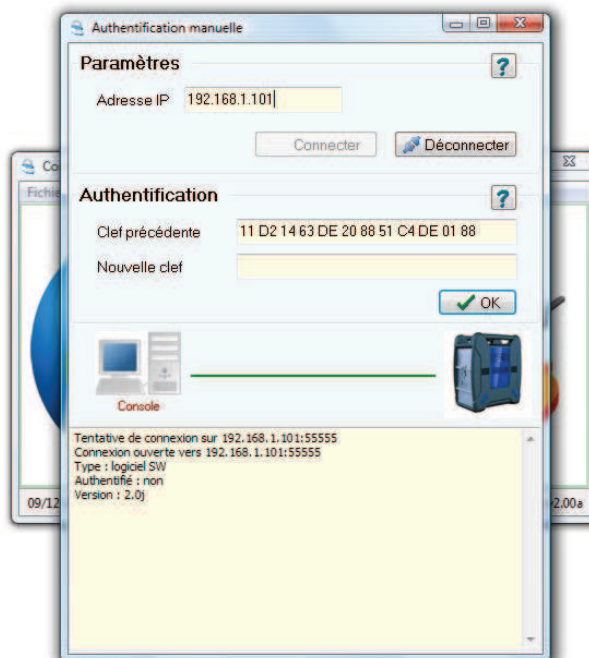 Authentification manuelle
Paramètres
?
Adresse IP 192.168.1.101
Connecter Déconnecter
Co
Fichie
Authentification
?
Clef précédente 11 D2 14 63 DE 20 88 51 C4 DE 01 88
Nouvelle clef
OK
Console
Tentative de connexion sur 192.168.1.101:55555
Connexion ouverte vers 192.168.1.101:55555
Type : logiciel SW
Authentifié : non
Version : 2.0j
09/12
2.00a